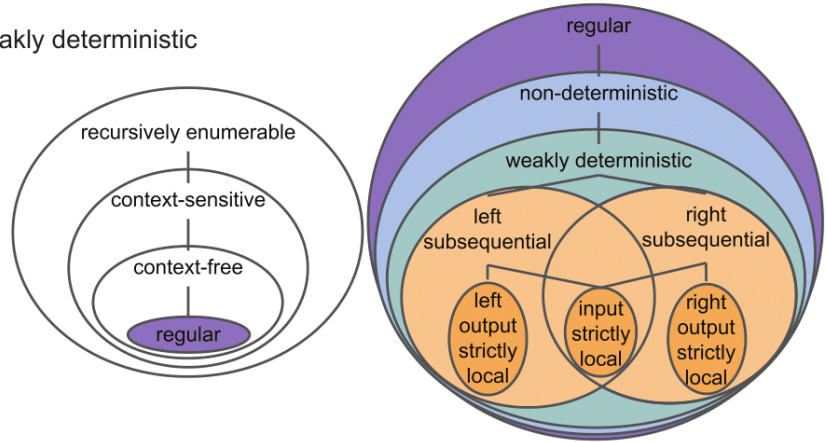 akly deterministic
recursively enumerable
context-sensitive
context-free
regular
regular
non-deterministic
weakly deterministic
left
subsequential
right
subsequential
left
output
strictly
local
input
strictly
local
right
output
strictly
local